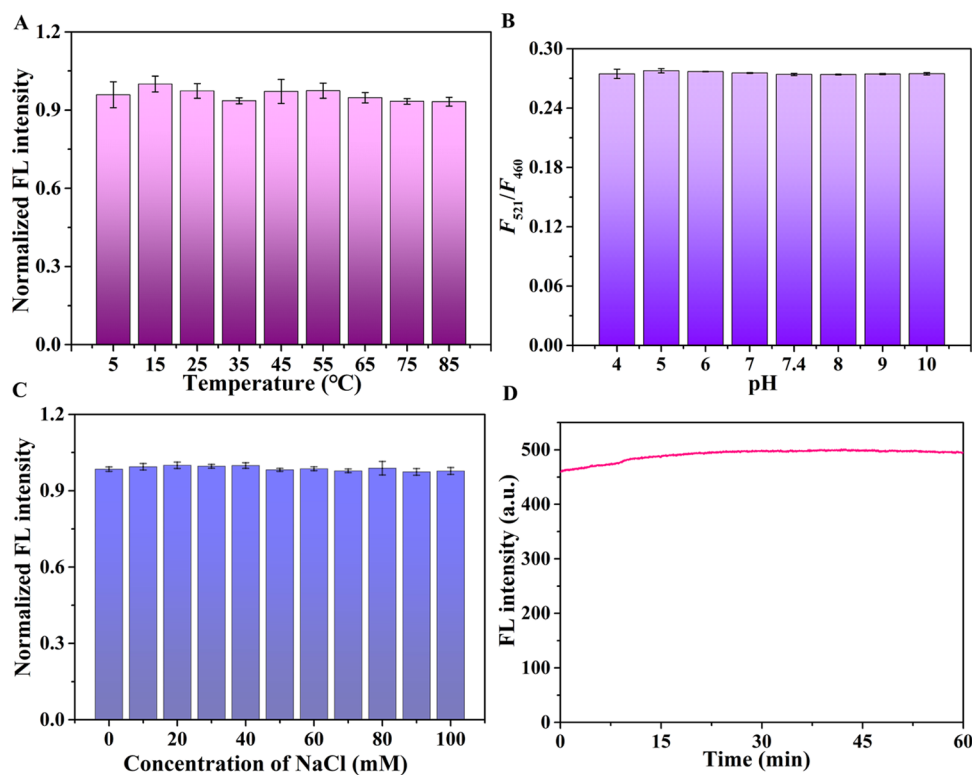 A
Normalized FL intensity
1.2
0.9
0.6
0.3
0.0
5 15 25 35 45 55 65 75 85
Temperature (℃)
B
F521/F460
0.30
0.24
0.18
0.12
0.06
0.00
4 5 6 7 7.4 8 9 10
pH
C
Normalized FL intensity
1.2
0.9
0.6
0.3
0.0
0 20 40 60 80 100
Concentration of NaCl (mM)
D
FL intensity (a.u.)
500
400
300
200
100
0
0 15 30 45 60
Time (min)